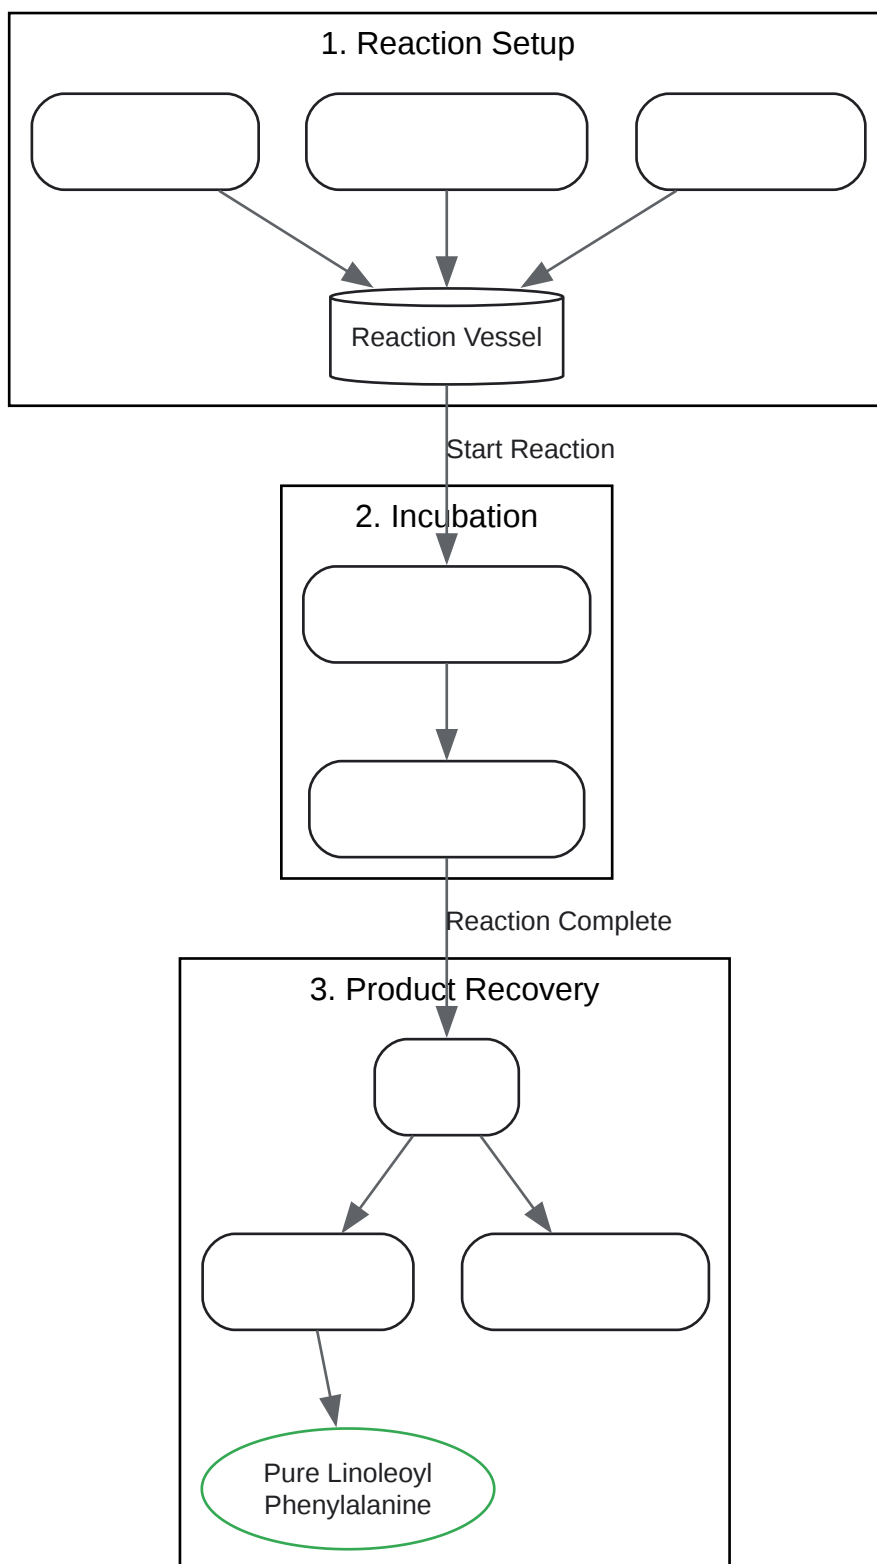 1. Reaction Setup
Reaction Vessel
Start Reaction
2. Incubation
Reaction Complete
3. Product Recovery
Pure Linoleoyl
Phenylalanine